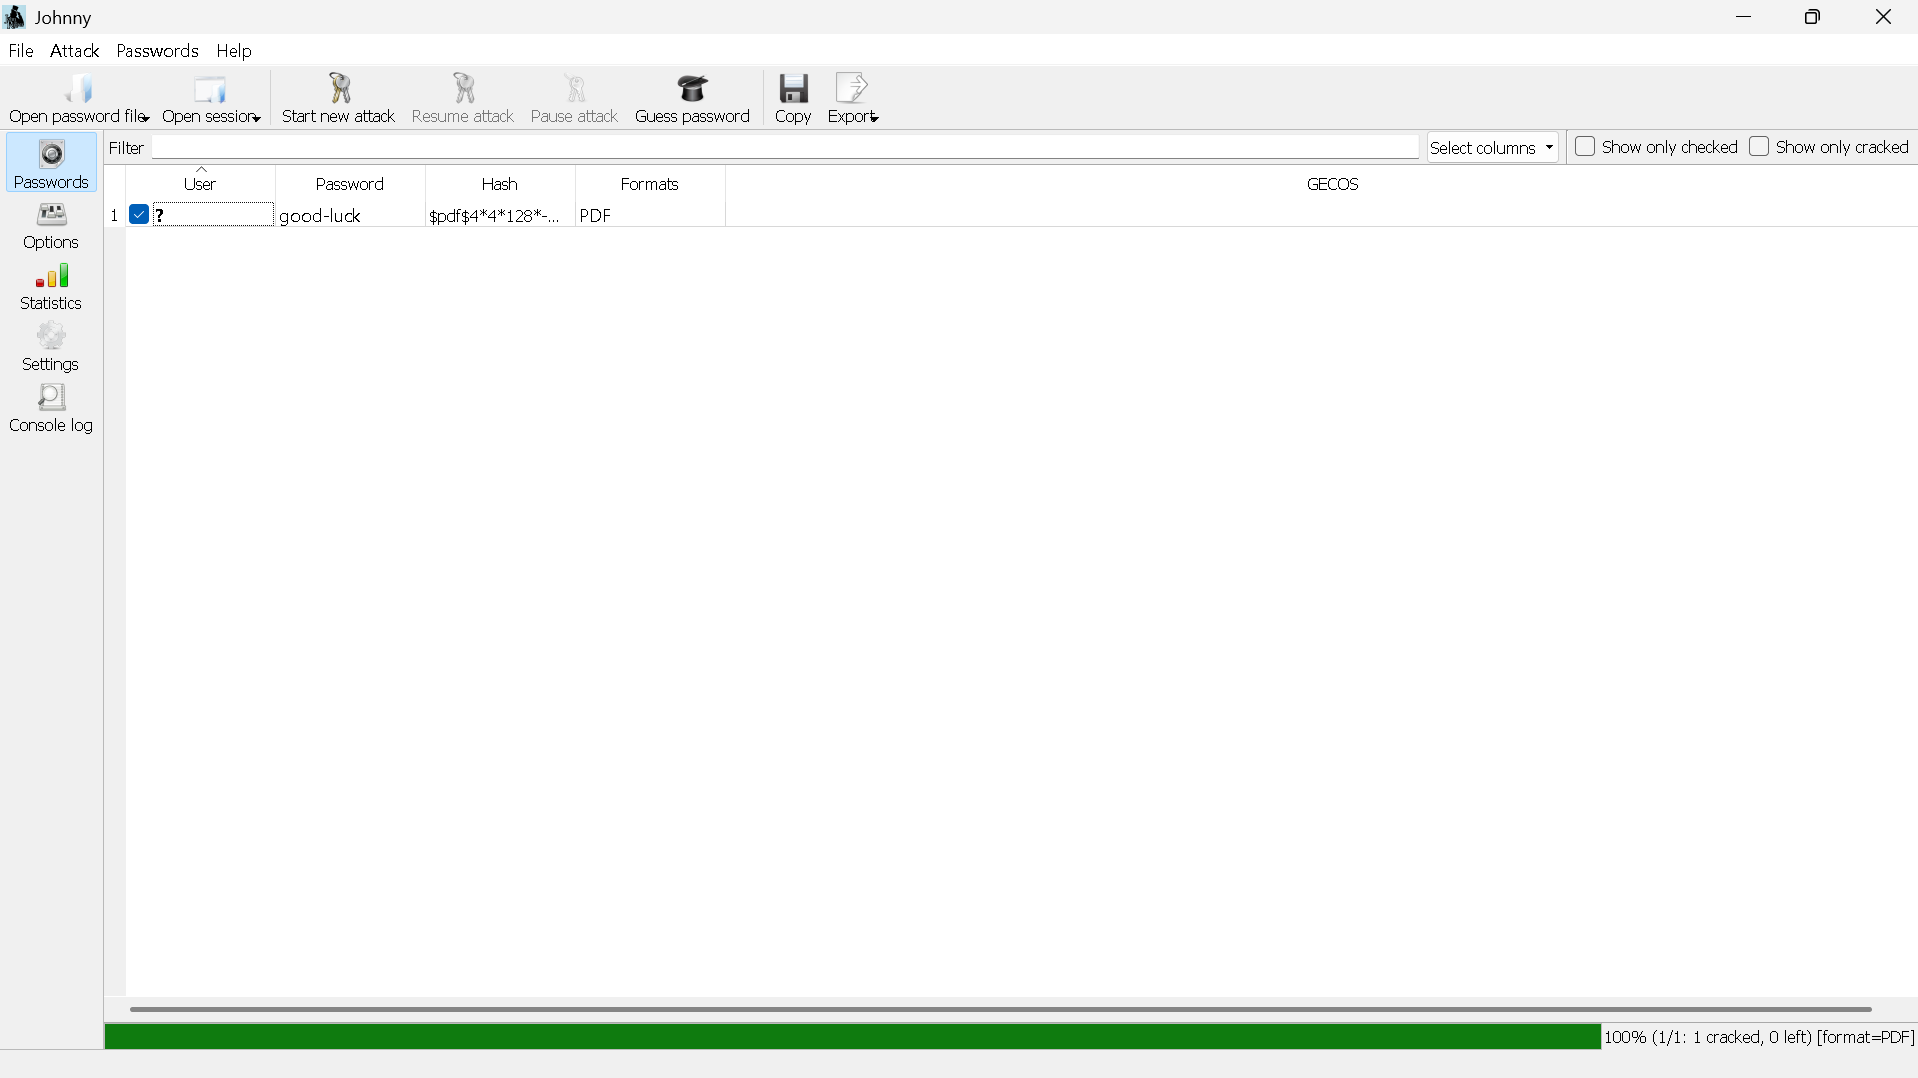 Johnny
File Attack Passwords Help
Open password file Open session Start new attack Resume attack Pause attack Guess password Copy Export
Passwords
Options
Statistics
Settings
Console log
Filter Select columns Show only checked Show only cracked
User Password Hash Formats GECOS
1 ? good-luck $pdf$4*4*128*-... PDF
100% (1/1: 1 cracked, 0 left) [format=PDF]